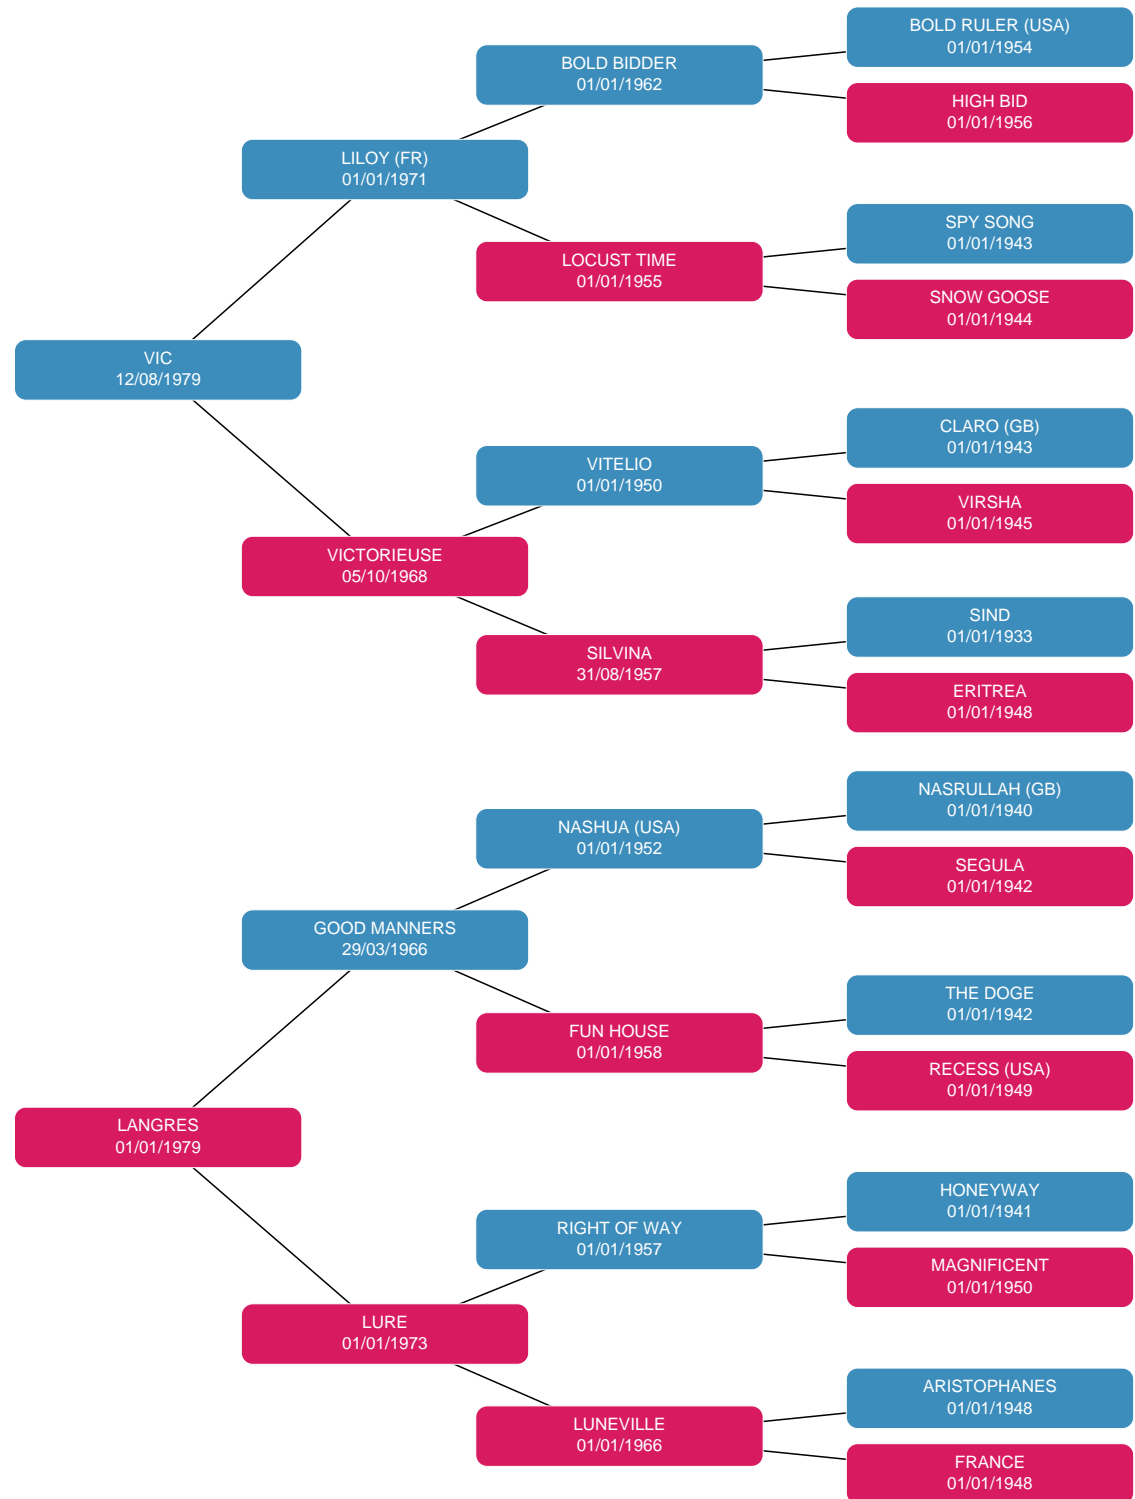 BOLD RULER (USA)
01/01/1954
BOLD BIDDER
01/01/1962
HIGH BID
01/01/1956
LILOY (FR)
01/01/1971
SPY SONG
01/01/1943
LOCUST TIME
01/01/1955
SNOW GOOSE
01/01/1944
VIC
12/08/1979
CLARO (GB)
01/01/1943
VITELIO
01/01/1950
VIRSHA
01/01/1945
VICTORIEUSE
05/10/1968
SIND
01/01/1933
SILVINA
31/08/1957
ERITREA
01/01/1948
NASRULLAH (GB)
01/01/1940
NASHUA (USA)
01/01/1952
SEGULA
01/01/1942
GOOD MANNERS
29/03/1966
THE DOGE
01/01/1942
FUN HOUSE
01/01/1958
RECESS (USA)
01/01/1949
LANGRES
01/01/1979
HONEYWAY
01/01/1941
RIGHT OF WAY
01/01/1957
MAGNIFICENT
01/01/1950
LURE
01/01/1973
ARISTOPHANES
01/01/1948
LUNEVILLE
01/01/1966
FRANCE
01/01/1948